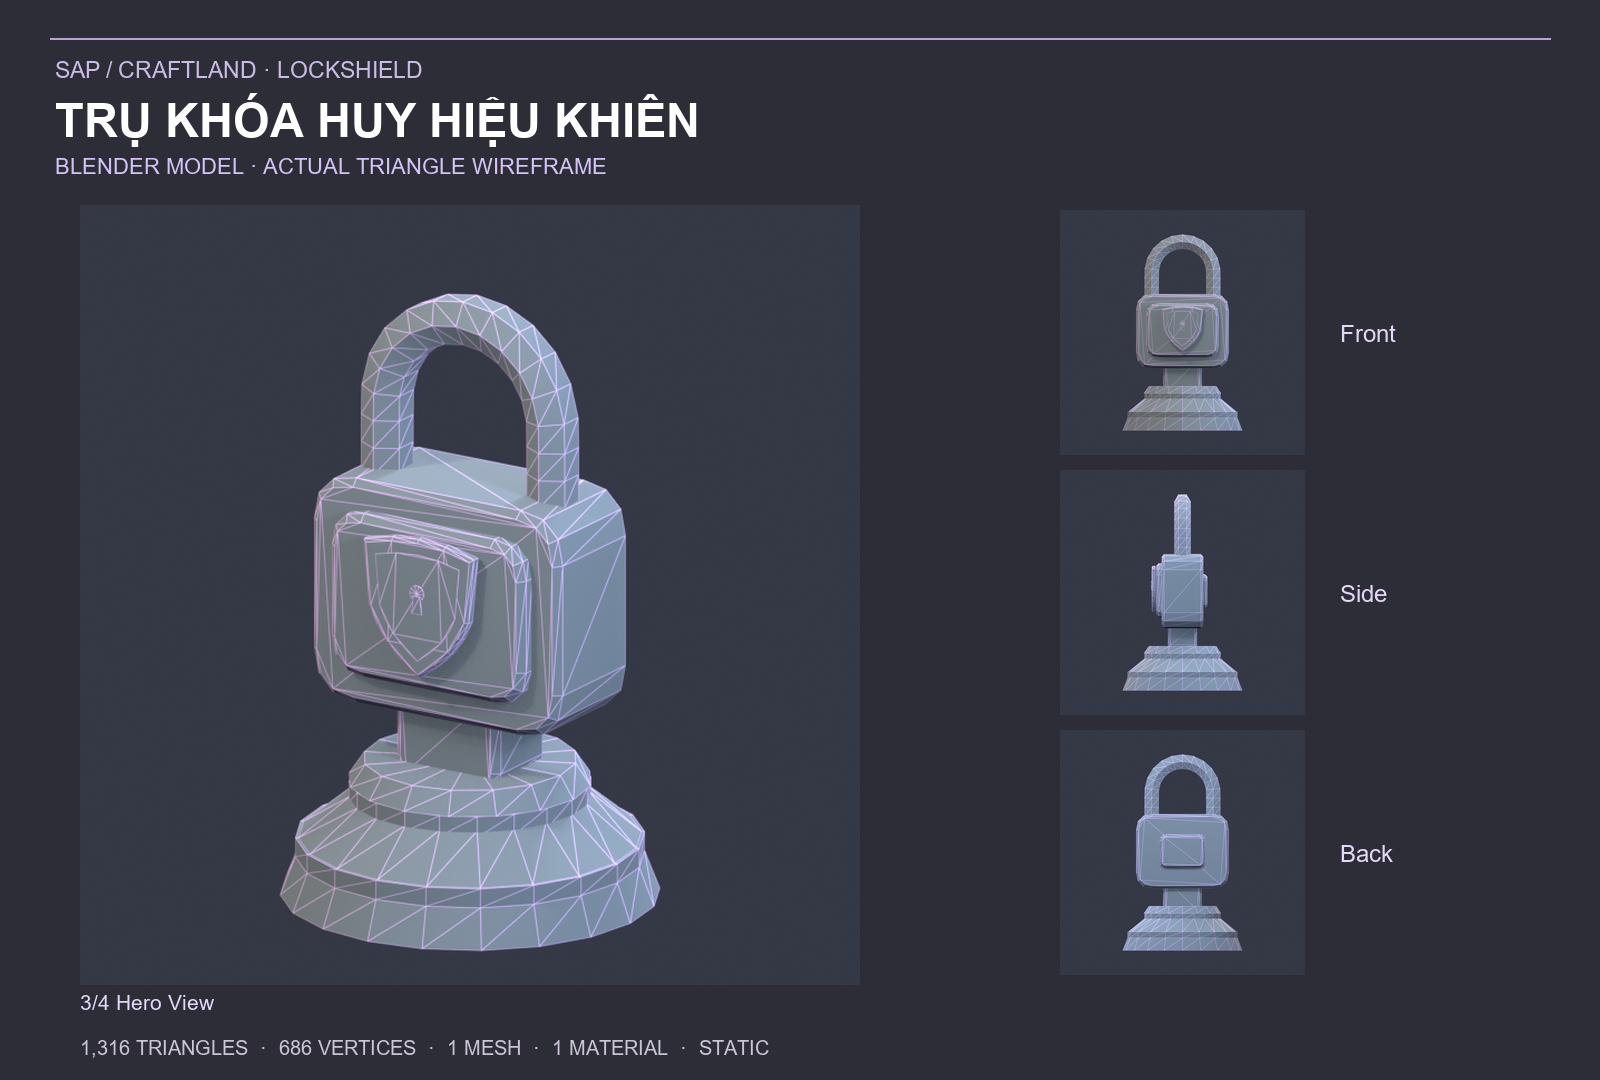 SAP / CRAFTLAND · LOCKSHIELD
TRỤ KHÓA HUY HIỆU KHIÊN
BLENDER MODEL · ACTUAL TRIANGLE WIREFRAME
Front
Side
Back
3/4 Hero View
1,316 TRIANGLES · 686 VERTICES · 1 MESH · 1 MATERIAL · STATIC